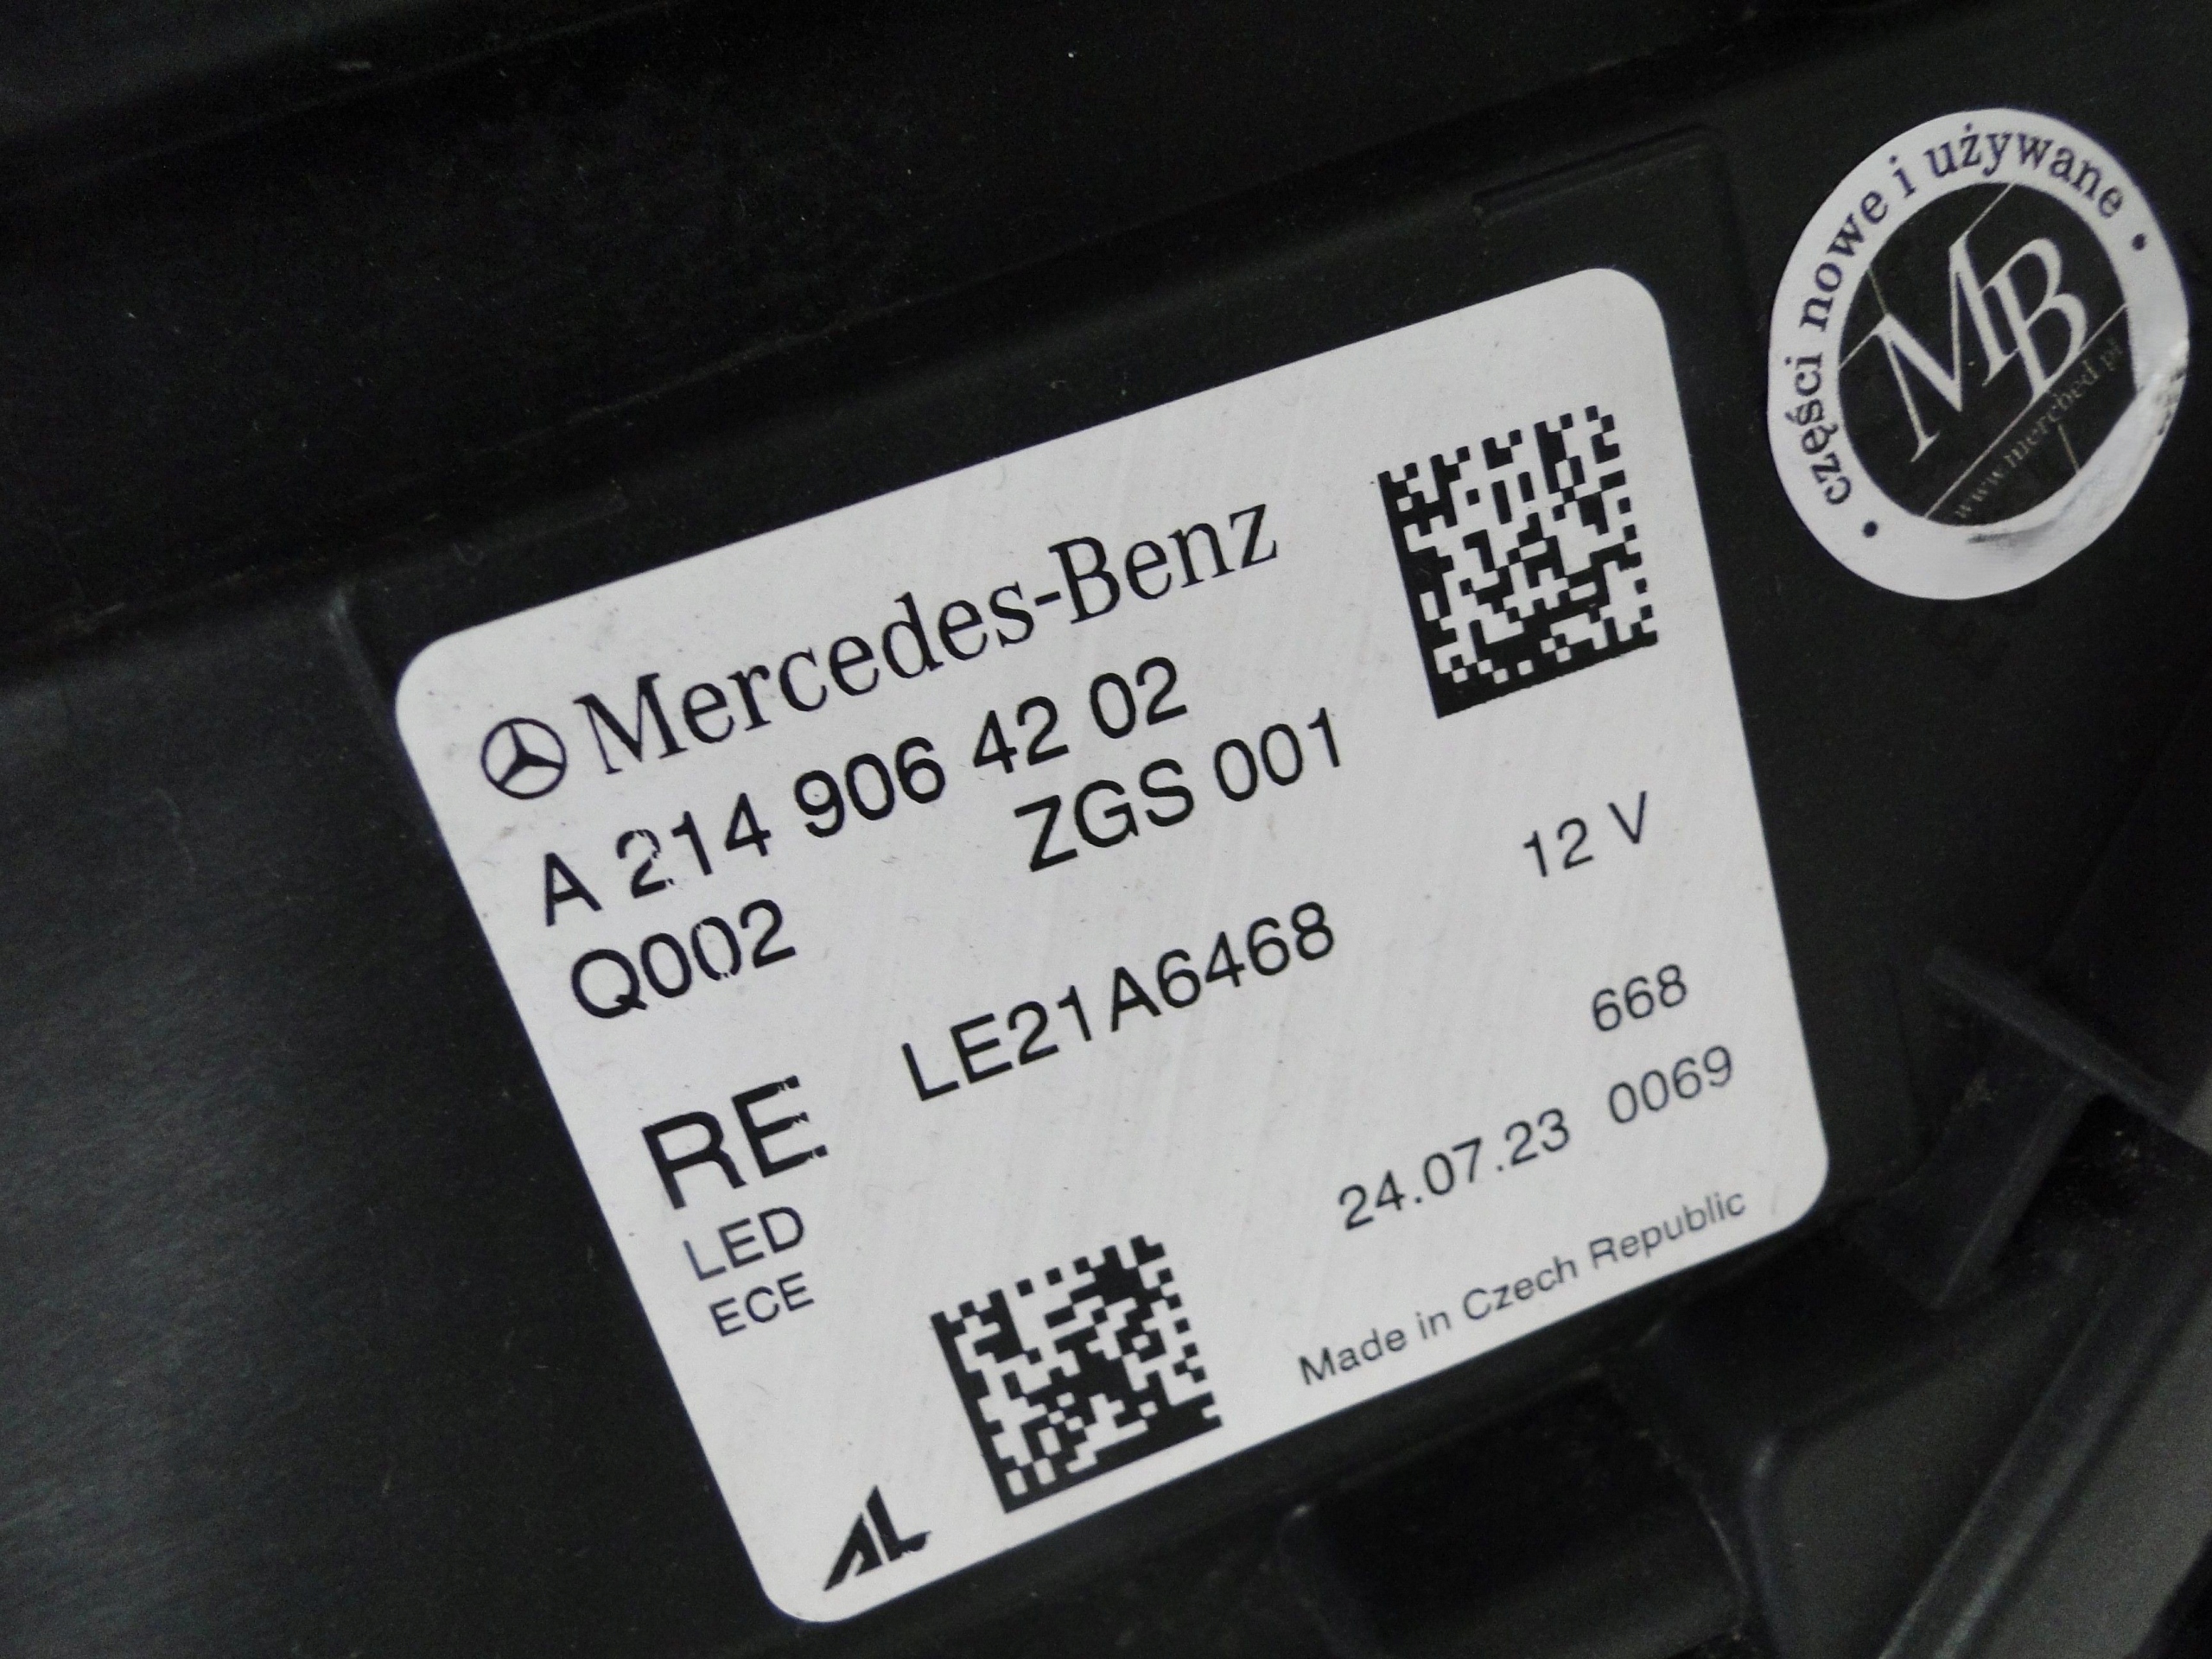 Mercedes-Benz
A 214 906 42 02
Q002 ZGS 001
12 V
RE LE21A6468
LED
668
ECE
24.07.23 0069
Made in Czech Republic
AL
• części nowe i używane •
MB
www.mercbed.pl